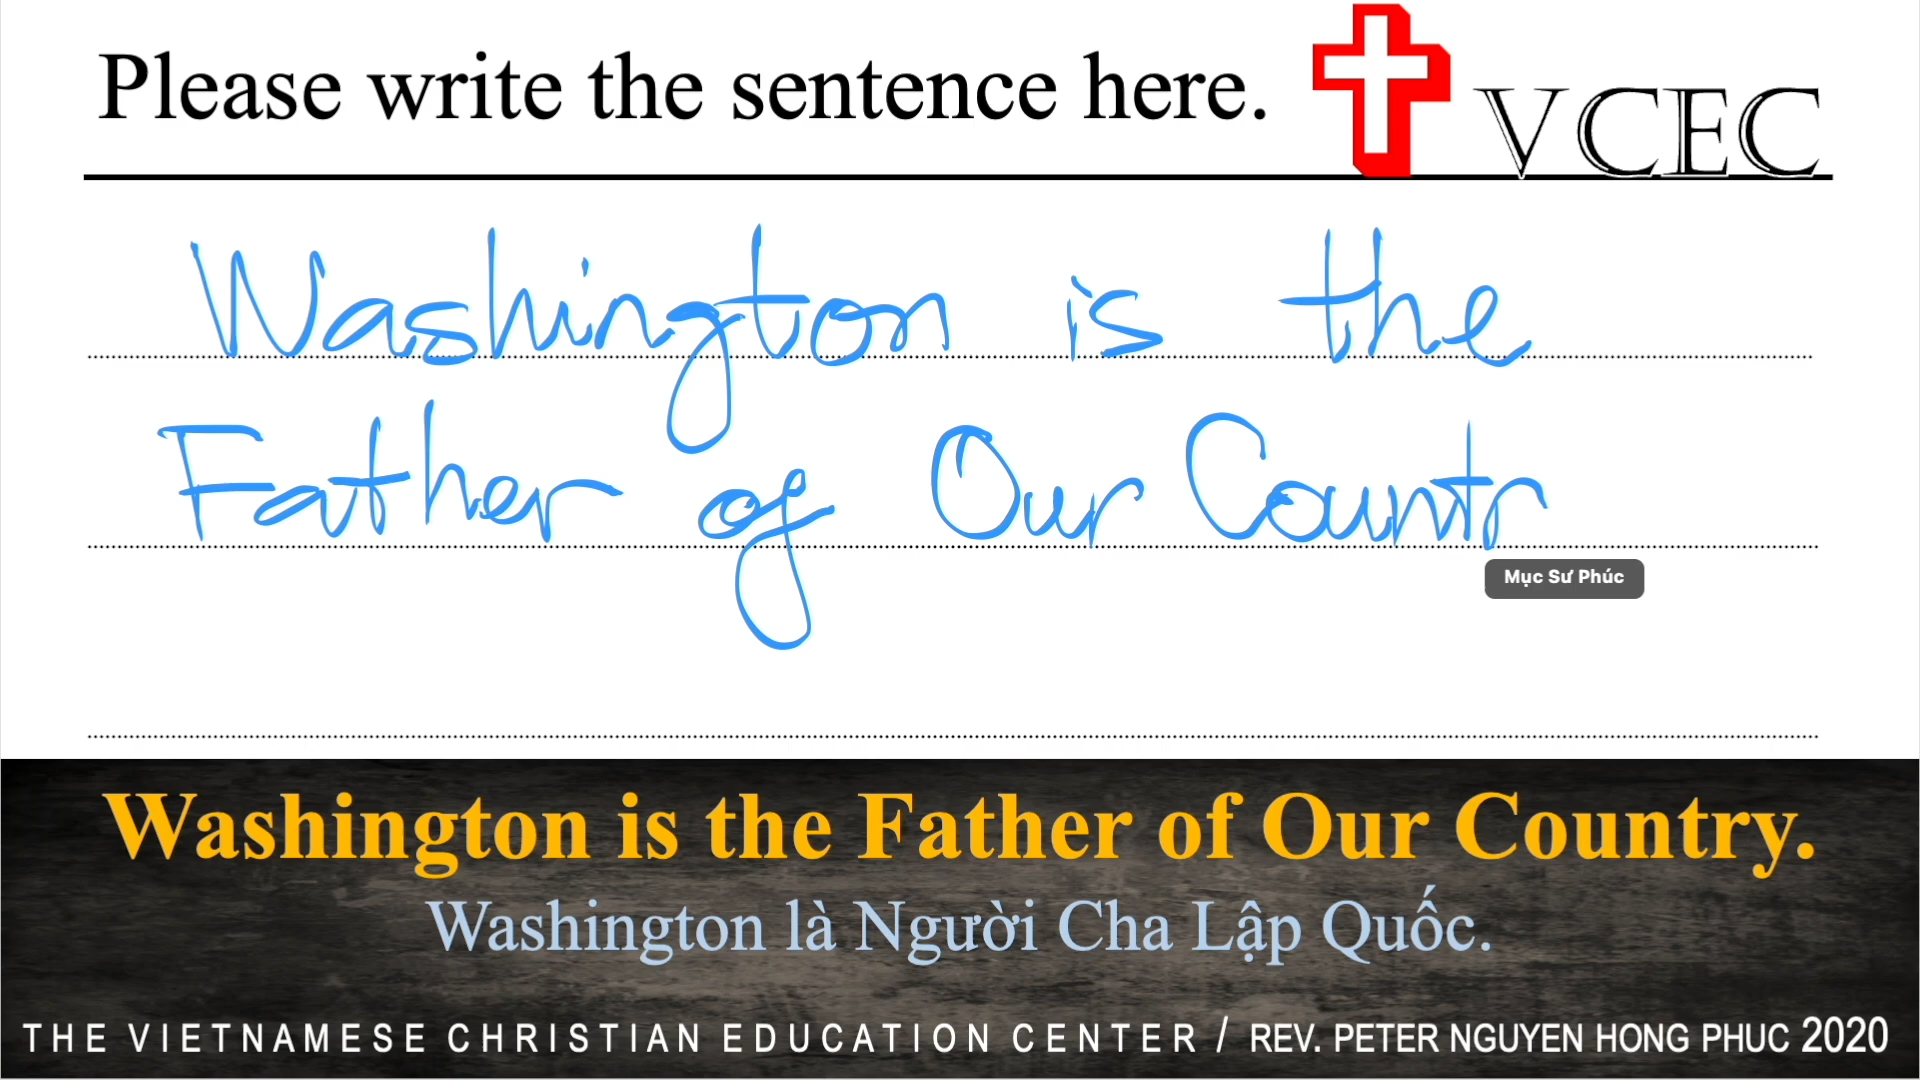 Please write the sentence here.
VCEC
Washington is the
Father of Our Countr
Mục Sư Phúc
Washington is the Father of Our Country.
Washington là Người Cha Lập Quốc.
THE VIETNAMESE CHRISTIAN EDUCATION CENTER / REV. PETER NGUYEN HONG PHUC 2020